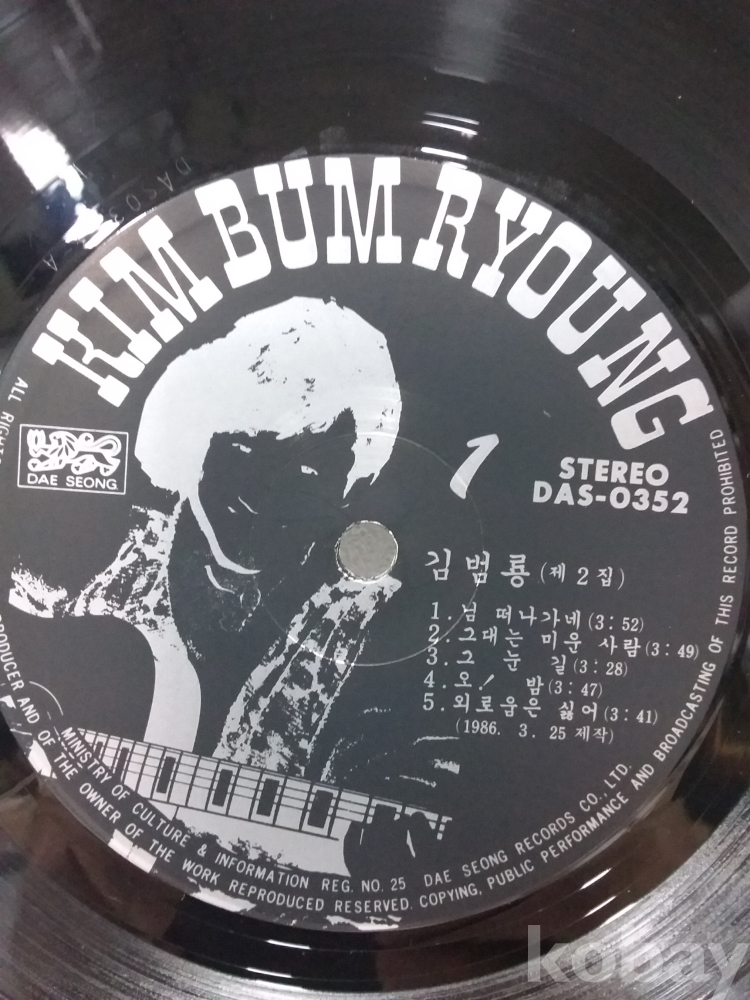 KIM BUM RYOUNG
DAE SEONG
1
STEREO
DAS-0352
김범룡 (제2집)
1. 님 떠나가네 (3:52)
2. 그대는 미운 사람 (3:49)
3. 그 눈길 (3:28)
4. 오! 밤 (3:47)
5. 외로움은 싫어 (3:41)
(1986. 3. 25 제작)
MINISTRY OF CULTURE & INFORMATION REG. NO. 25 DAE SEONG RECORDS CO. LTD.
ALL
PRODUCER AND OF THE OWNER OF THE WORK REPRODUCED RESERVED. COPYING, PUBLIC PERFORMANCE AND BROADCASTING OF THIS RECORD PROHIBITED
kobay